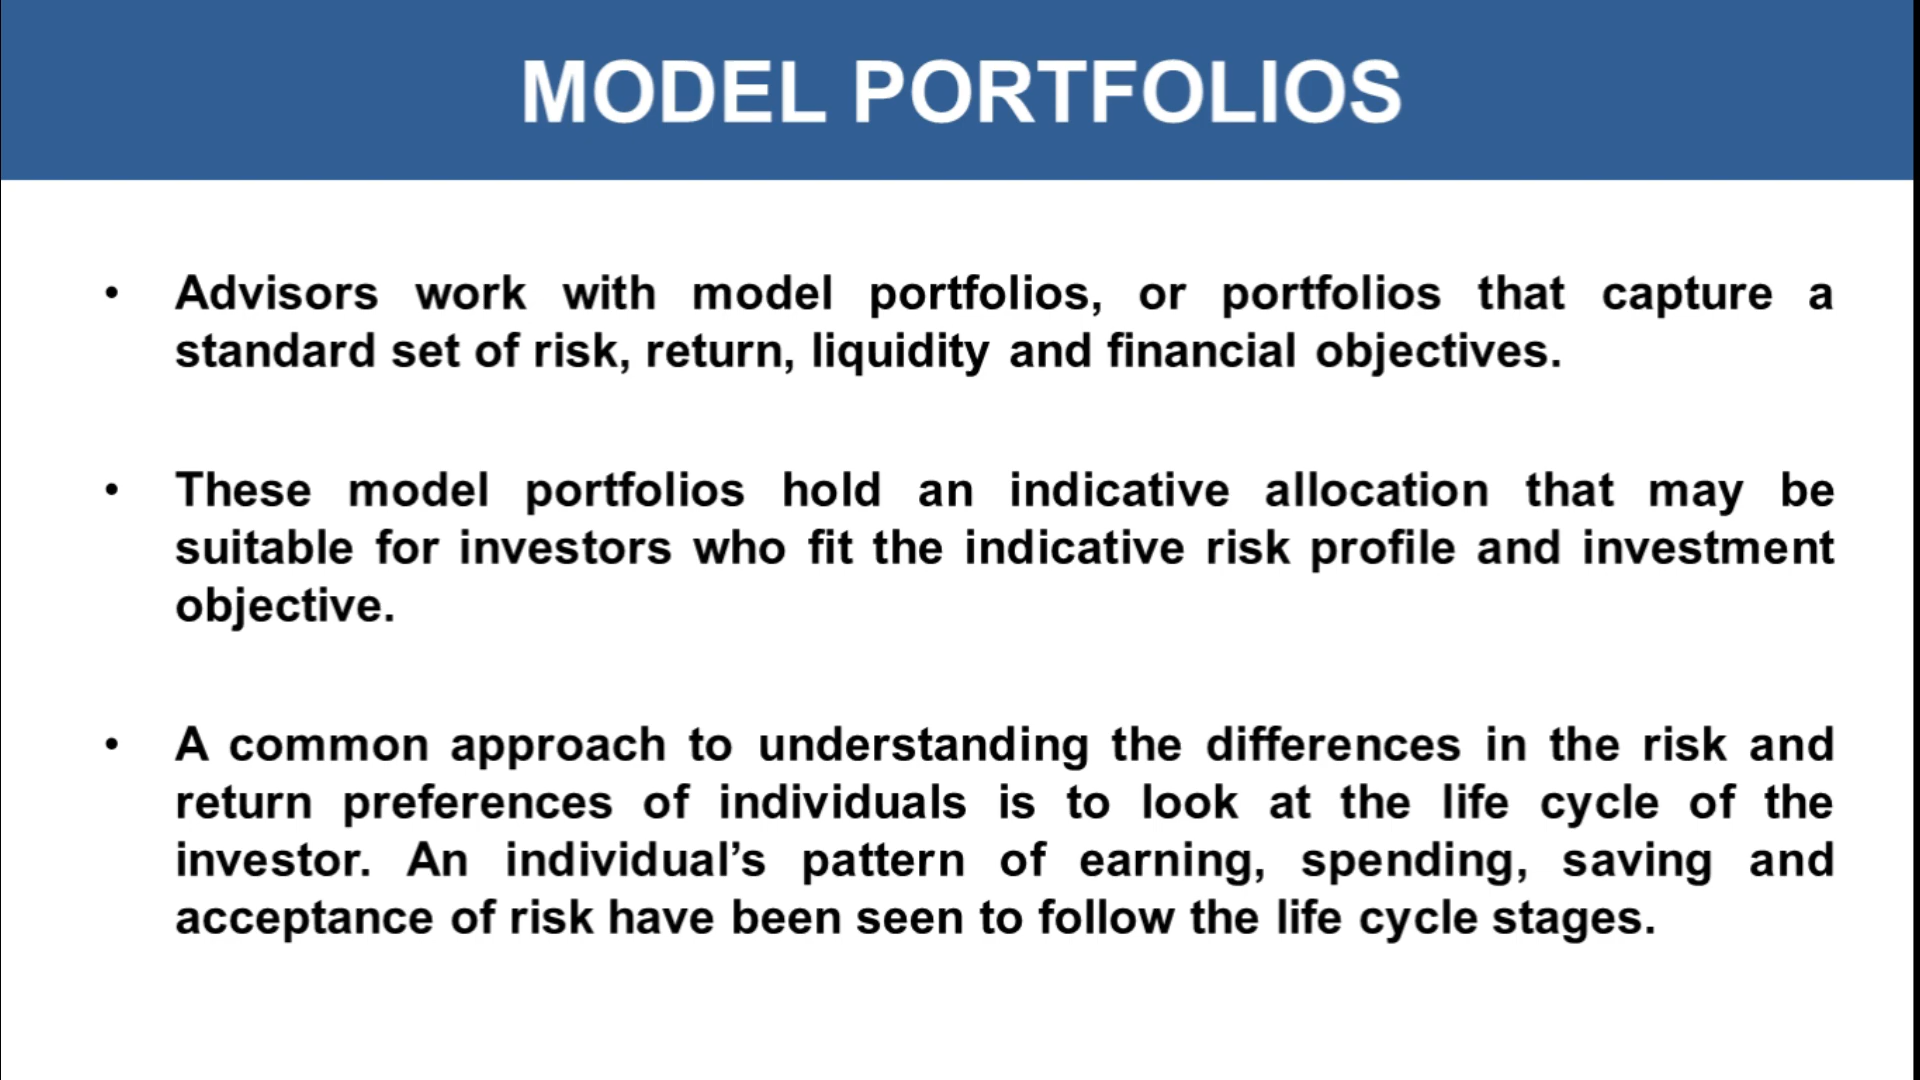 MODEL PORTFOLIOS
• Advisors work with model portfolios, or portfolios that capture a
standard set of risk, return, liquidity and financial objectives.
• These model portfolios hold an indicative allocation that may be
suitable for investors who fit the indicative risk profile and investment
objective.
• A common approach to understanding the differences in the risk and
return preferences of individuals is to look at the life cycle of the
investor. An individual’s pattern of earning, spending, saving and
acceptance of risk have been seen to follow the life cycle stages.